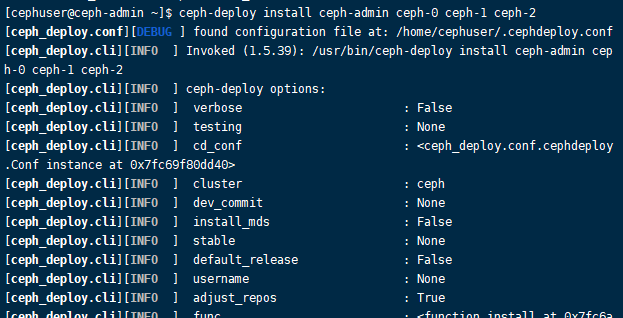 [cephuser@ceph-admin ~]$ ceph-deploy install ceph-admin ceph-0 ceph-1 ceph-2
[ceph_deploy.conf][DEBUG ] found configuration file at: /home/cephuser/.cephdeploy.conf
[ceph_deploy.cli][INFO  ] Invoked (1.5.39): /usr/bin/ceph-deploy install ceph-admin cep
h-0 ceph-1 ceph-2
[ceph_deploy.cli][INFO  ] ceph-deploy options:
[ceph_deploy.cli][INFO  ]  verbose                       : False
[ceph_deploy.cli][INFO  ]  testing                       : None
[ceph_deploy.cli][INFO  ]  cd_conf                       : <ceph_deploy.conf.cephdeploy
.Conf instance at 0x7fc69f80dd40>
[ceph_deploy.cli][INFO  ]  cluster                       : ceph
[ceph_deploy.cli][INFO  ]  dev_commit                    : None
[ceph_deploy.cli][INFO  ]  install_mds                   : False
[ceph_deploy.cli][INFO  ]  stable                        : None
[ceph_deploy.cli][INFO  ]  default_release               : False
[ceph_deploy.cli][INFO  ]  username                      : None
[ceph_deploy.cli][INFO  ]  adjust_repos                  : True
[ceph_deploy.cli][INFO  ]  func                          : <function install at 0x7fc6a